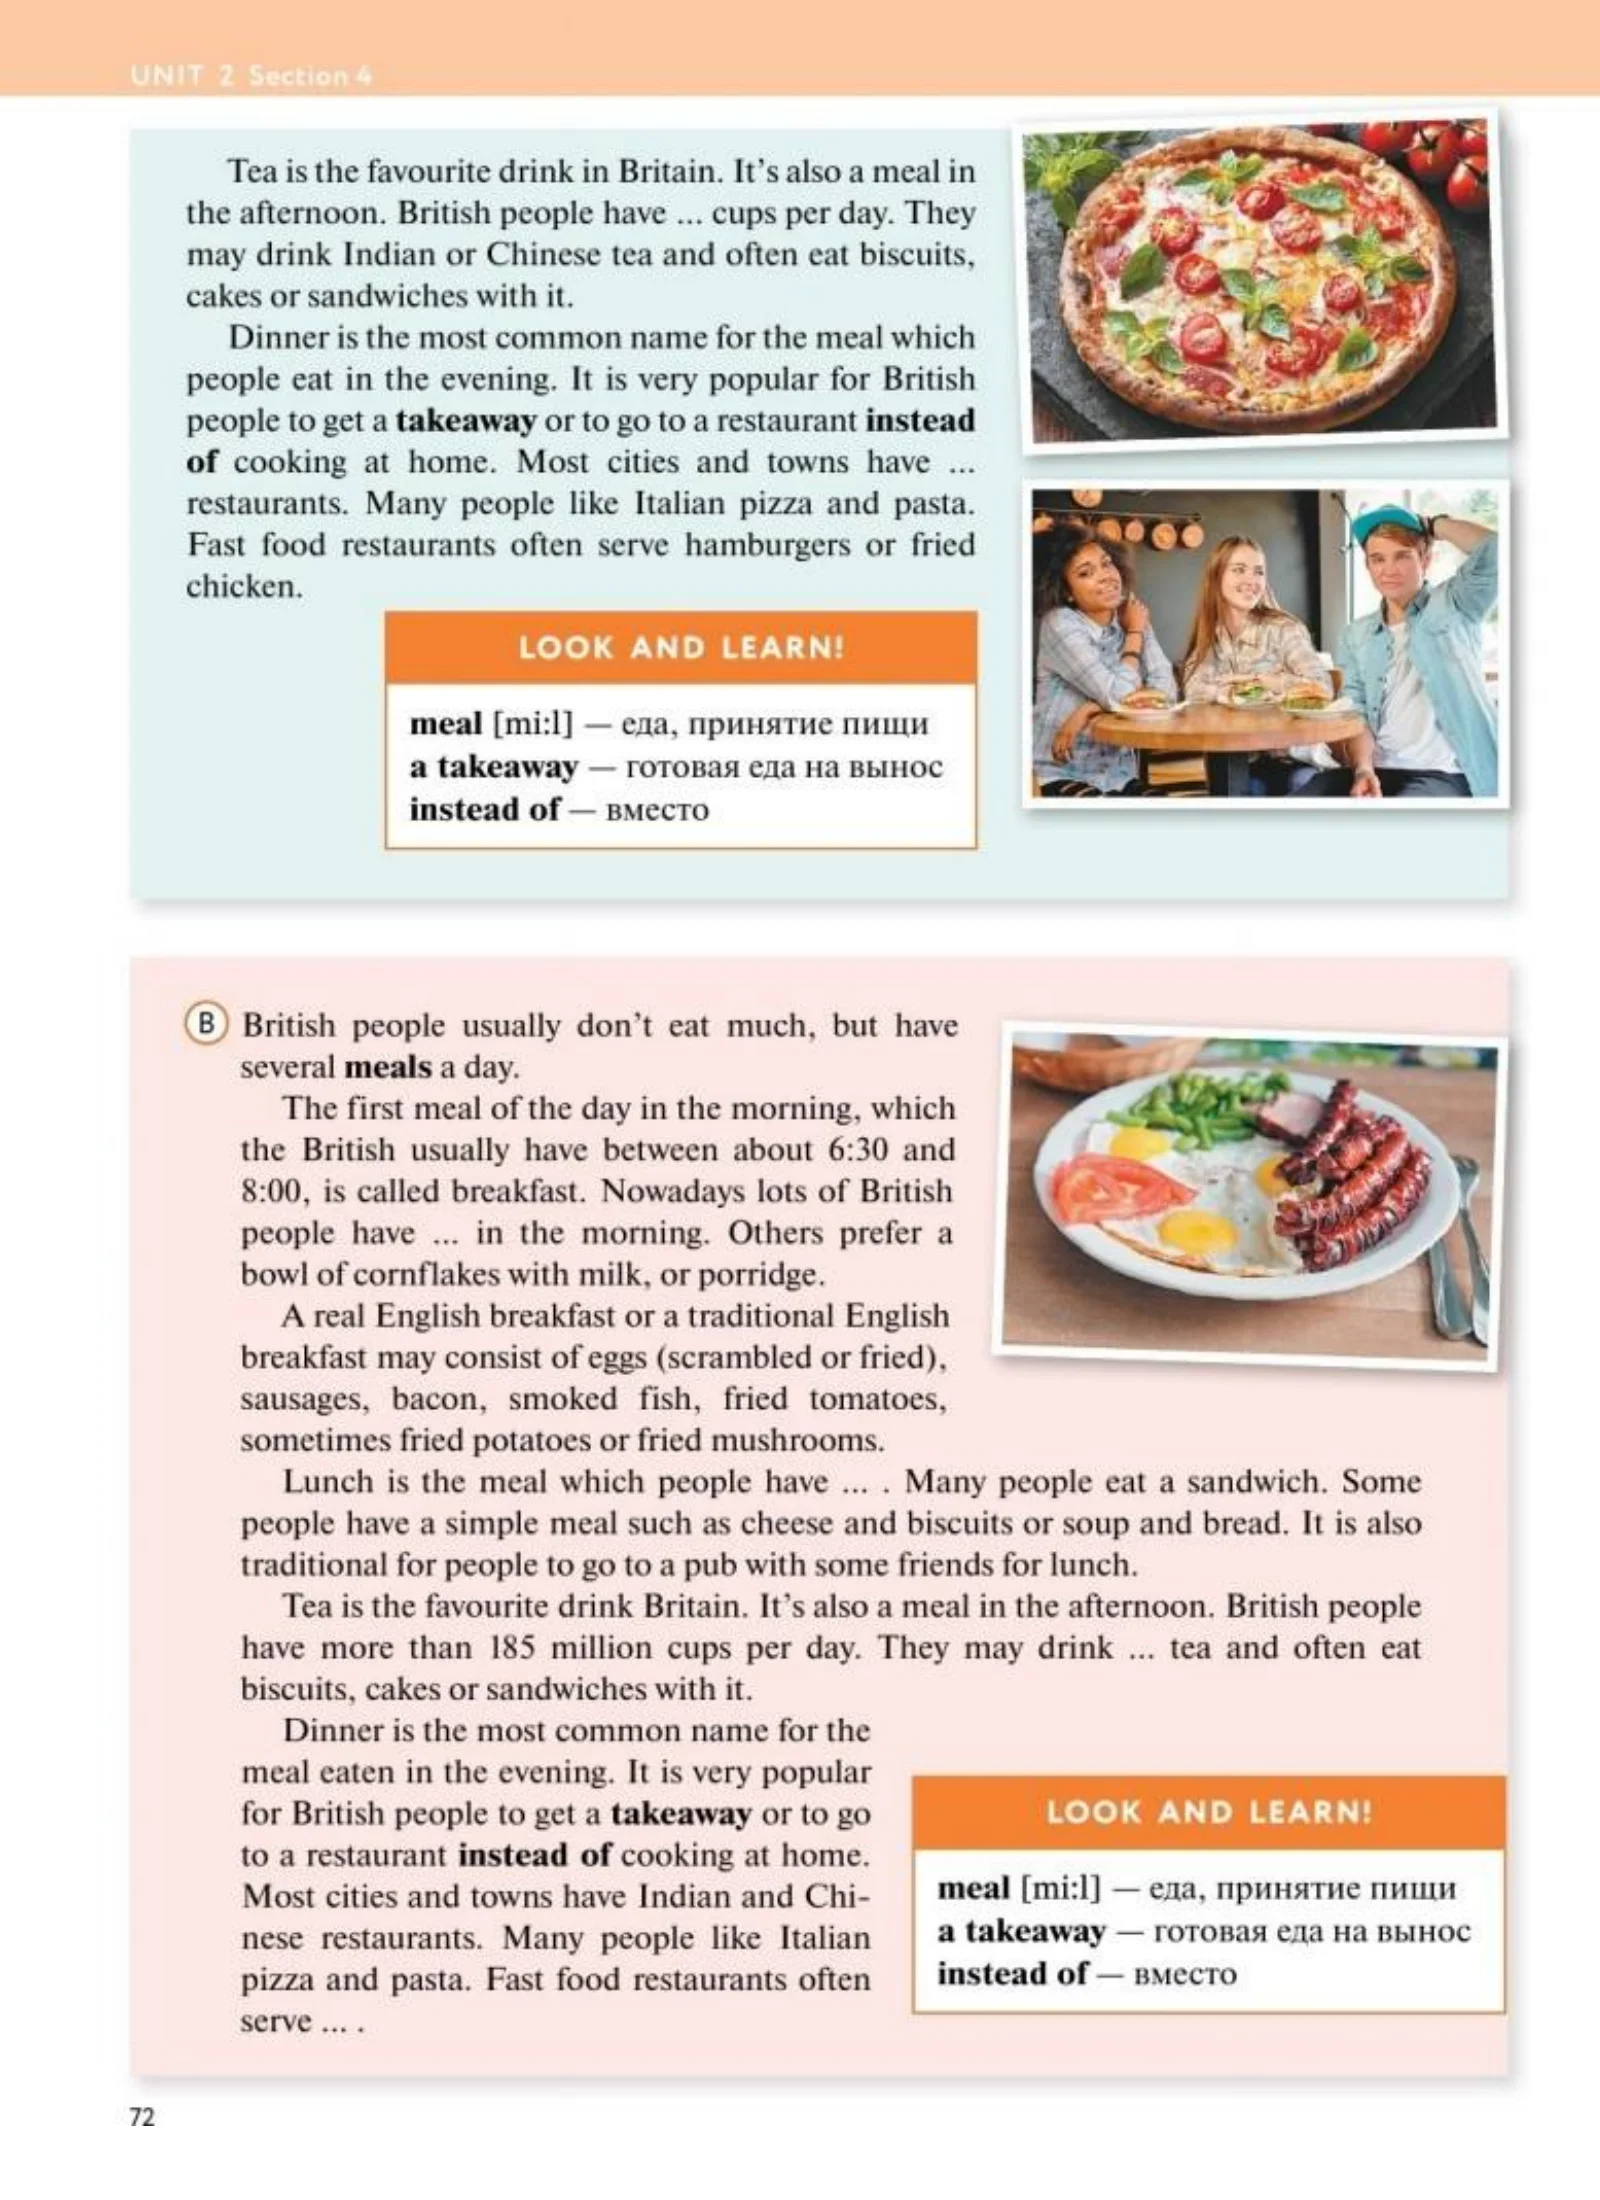 UNIT 2 Section 4
Tea is the favourite drink in Britain. It's also a meal in
the afternoon. British people have ... cups per day. They
may drink Indian or Chinese tea and often eat biscuits,
cakes or sandwiches with it.
Dinner is the most common name for the meal which
people eat in the evening. It is very popular for British
people to get a takeaway or to go to a restaurant instead
of cooking at home. Most cities and towns have ...
restaurants. Many people like Italian pizza and pasta.
Fast food restaurants often serve hamburgers or fried
chicken.
LOOK AND LEARN!
meal [mi:l] — еда, принятие пищи
a takeaway — готовая еда на вынос
instead of — вместо
B British people usually don't eat much, but have
several meals a day.
The first meal of the day in the morning, which
the British usually have between about 6:30 and
8:00, is called breakfast. Nowadays lots of British
people have ... in the morning. Others prefer a
bowl of cornflakes with milk, or porridge.
A real English breakfast or a traditional English
breakfast may consist of eggs (scrambled or fried),
sausages, bacon, smoked fish, fried tomatoes,
sometimes fried potatoes or fried mushrooms.
Lunch is the meal which people have ... . Many people eat a sandwich. Some
people have a simple meal such as cheese and biscuits or soup and bread. It is also
traditional for people to go to a pub with some friends for lunch.
Tea is the favourite drink Britain. It's also a meal in the afternoon. British people
have more than 185 million cups per day. They may drink ... tea and often eat
biscuits, cakes or sandwiches with it.
Dinner is the most common name for the
meal eaten in the evening. It is very popular
for British people to get a takeaway or to go
to a restaurant instead of cooking at home.
Most cities and towns have Indian and Chi-
nese restaurants. Many people like Italian
pizza and pasta. Fast food restaurants often
serve ... .
LOOK AND LEARN!
meal [mi:l] — еда, принятие пищи
a takeaway — готовая еда на вынос
instead of — вместо
72